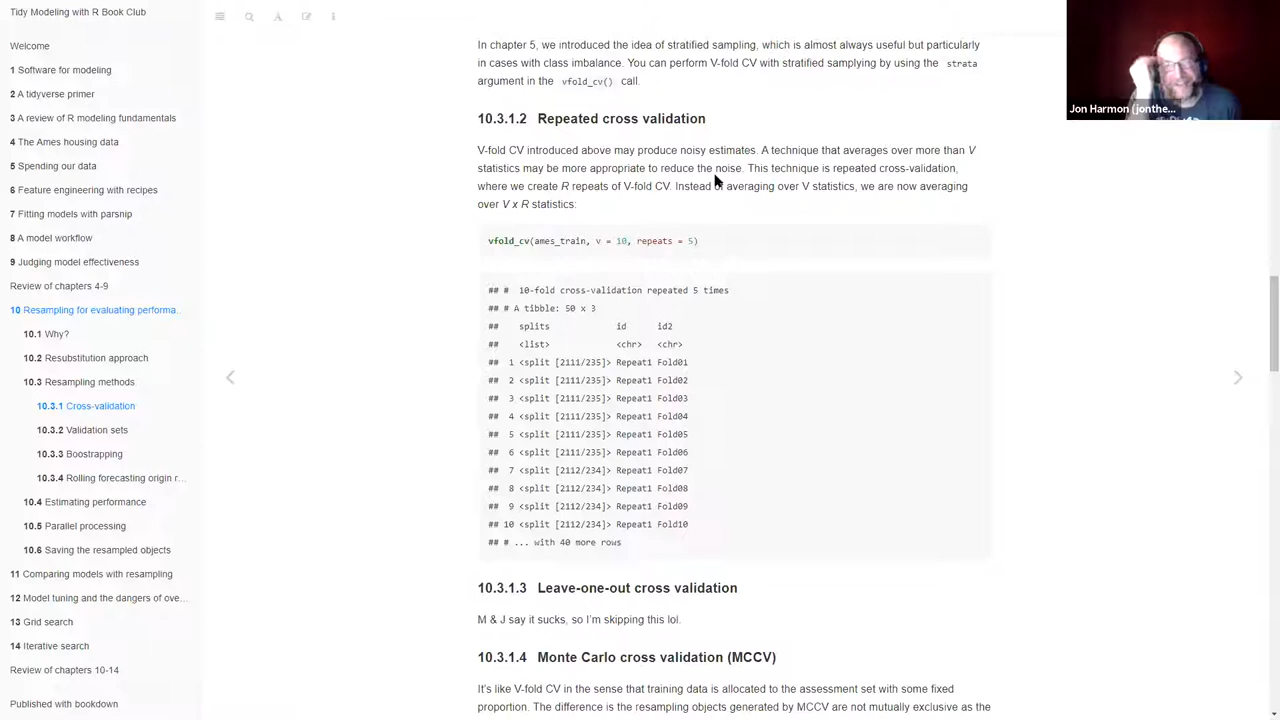 Tidy Modeling with R Book Club
Welcome
1 Software for modeling
2 A tidyverse primer
3 A review of R modeling fundamentals
4 The Ames housing data
5 Spending our data
6 Feature engineering with recipes
7 Fitting models with parsnip
8 A model workflow
9 Judging model effectiveness
Review of chapters 4-9
10 Resampling for evaluating performa...
10.1 Why?
10.2 Resubstitution approach
10.3 Resampling methods
10.3.1 Cross-validation
10.3.2 Validation sets
10.3.3 Boostrapping
10.3.4 Rolling forecasting origin r...
10.4 Estimating performance
10.5 Parallel processing
10.6 Saving the resampled objects
11 Comparing models with resampling
12 Model tuning and the dangers of ove...
13 Grid search
14 Iterative search
Review of chapters 10-14
Published with bookdown
In chapter 5, we introduced the idea of stratified sampling, which is almost always useful but particularly
in cases with class imbalance. You can perform V-fold CV with stratified samplying by using the strata
argument in the vfold_cv() call.
10.3.1.2 Repeated cross validation
V-fold CV introduced above may produce noisy estimates. A technique that averages over more than V
statistics may be more appropriate to reduce the noise. This technique is repeated cross-validation,
where we create R repeats of V-fold CV. Instead of averaging over V statistics, we are now averaging
over V x R statistics:
vfold_cv(ames_train, v = 10, repeats = 5)
## # 10-fold cross-validation repeated 5 times
## # A tibble: 50 x 3
## splits id id2
## <list> <chr> <chr>
## 1 <split [2111/235]> Repeat1 Fold01
## 2 <split [2111/235]> Repeat1 Fold02
## 3 <split [2111/235]> Repeat1 Fold03
## 4 <split [2111/235]> Repeat1 Fold04
## 5 <split [2111/235]> Repeat1 Fold05
## 6 <split [2111/235]> Repeat1 Fold06
## 7 <split [2112/234]> Repeat1 Fold07
## 8 <split [2112/234]> Repeat1 Fold08
## 9 <split [2112/234]> Repeat1 Fold09
## 10 <split [2112/234]> Repeat1 Fold10
## # ... with 40 more rows
10.3.1.3 Leave-one-out cross validation
M & J say it sucks, so I'm skipping this lol.
10.3.1.4 Monte Carlo cross validation (MCCV)
It's like V-fold CV in the sense that training data is allocated to the assessment set with some fixed
proportion. The difference is the resampling objects generated by MCCV are not mutually exclusive as the
Jon Harmon (jonthe...